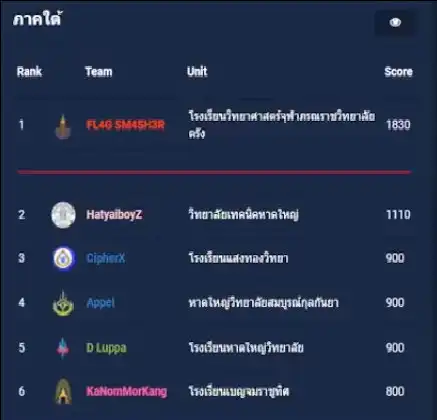 ภาคใต้
Rank Team Unit Score
1 FL4G SM4SH3R โรงเรียนวิทยาศาสตร์จุฬาภรณราชวิทยาลัย 1830
ตรัง
2 HatyaiboyZ วิทยาลัยเทคนิคหาดใหญ่ 1110
3 CipherX โรงเรียนแสงทองวิทยา 900
4 Appel หาดใหญ่วิทยาลัยสมบูรณ์กุลกันยา 900
5 D Luppa โรงเรียนหาดใหญ่วิทยาลัย 900
6 KaNomMorKang โรงเรียนเบญจมราชูทิศ 800